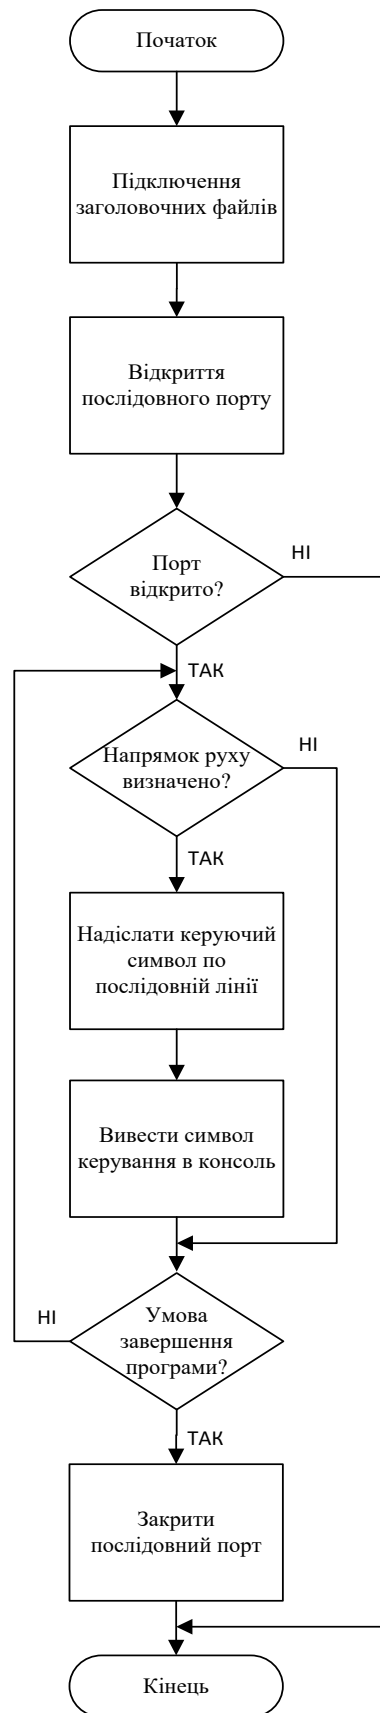 Початок
Підключення
заголовочних файлів
Відкриття
послідовного порту
Порт
відкрито?
НІ
ТАК
Напрямок руху
визначено?
НІ
ТАК
Надіслати керуючий
символ по
послідовній лінії
Вивести символ
керування в консоль
Умова
завершення
програми?
НІ
ТАК
Закрити
послідовний порт
Кінець